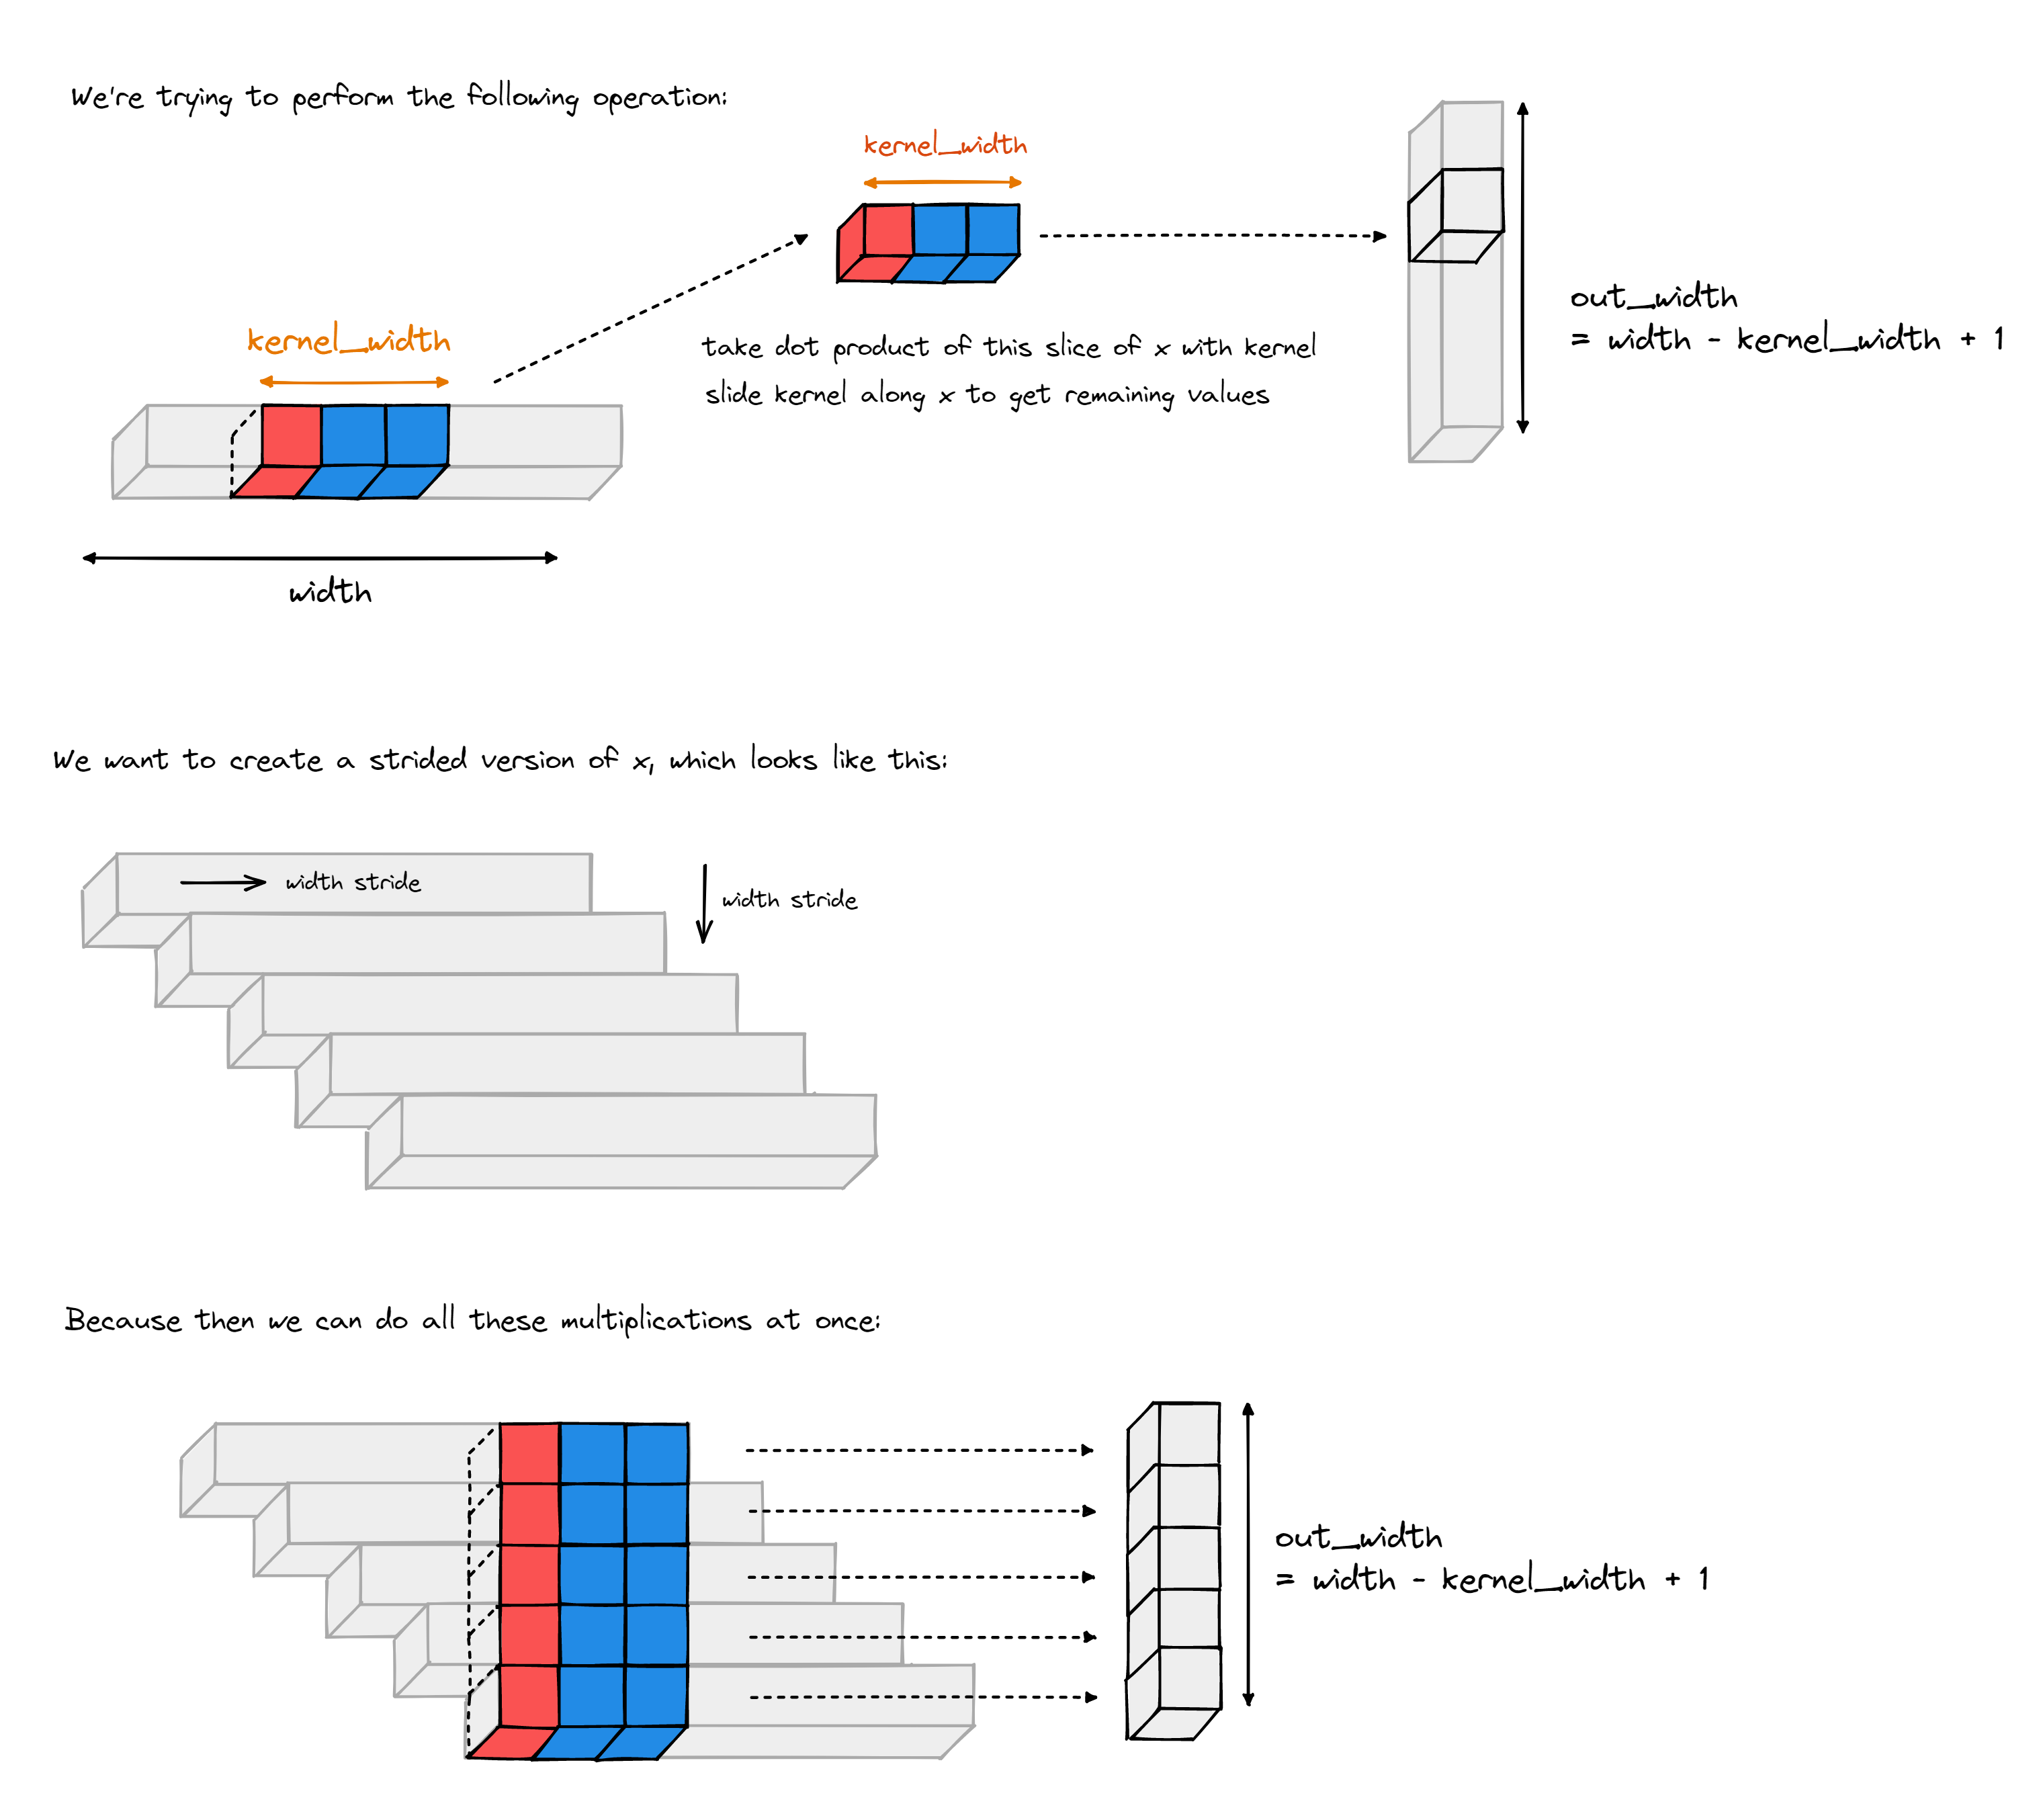 We're trying to perform the following operation:
kernel_width
kernel_width
out_width
= width - kernel_width + 1
take dot product of this slice of x with kernel
slide kernel along x to get remaining values
width
We want to create a strided version of x, which looks like this:
width stride
width stride
Because then we can do all these multiplications at once:
out_width
= width - kernel_width + 1